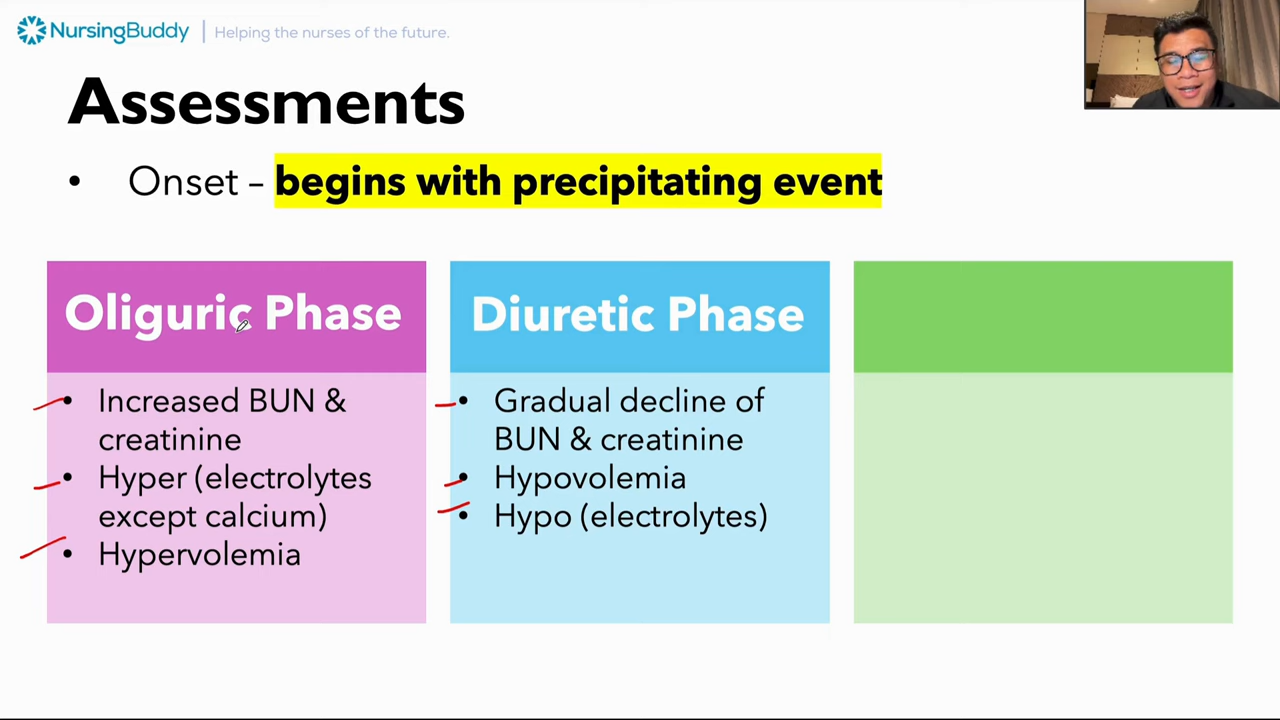 NursingBuddy | Helping the nurses of the future.
Assessments
• Onset – begins with precipitating event
Oliguric Phase
• Increased BUN &
creatinine
• Hyper (electrolytes
except calcium)
• Hypervolemia
Diuretic Phase
• Gradual decline of
BUN & creatinine
• Hypovolemia
• Hypo (electrolytes)